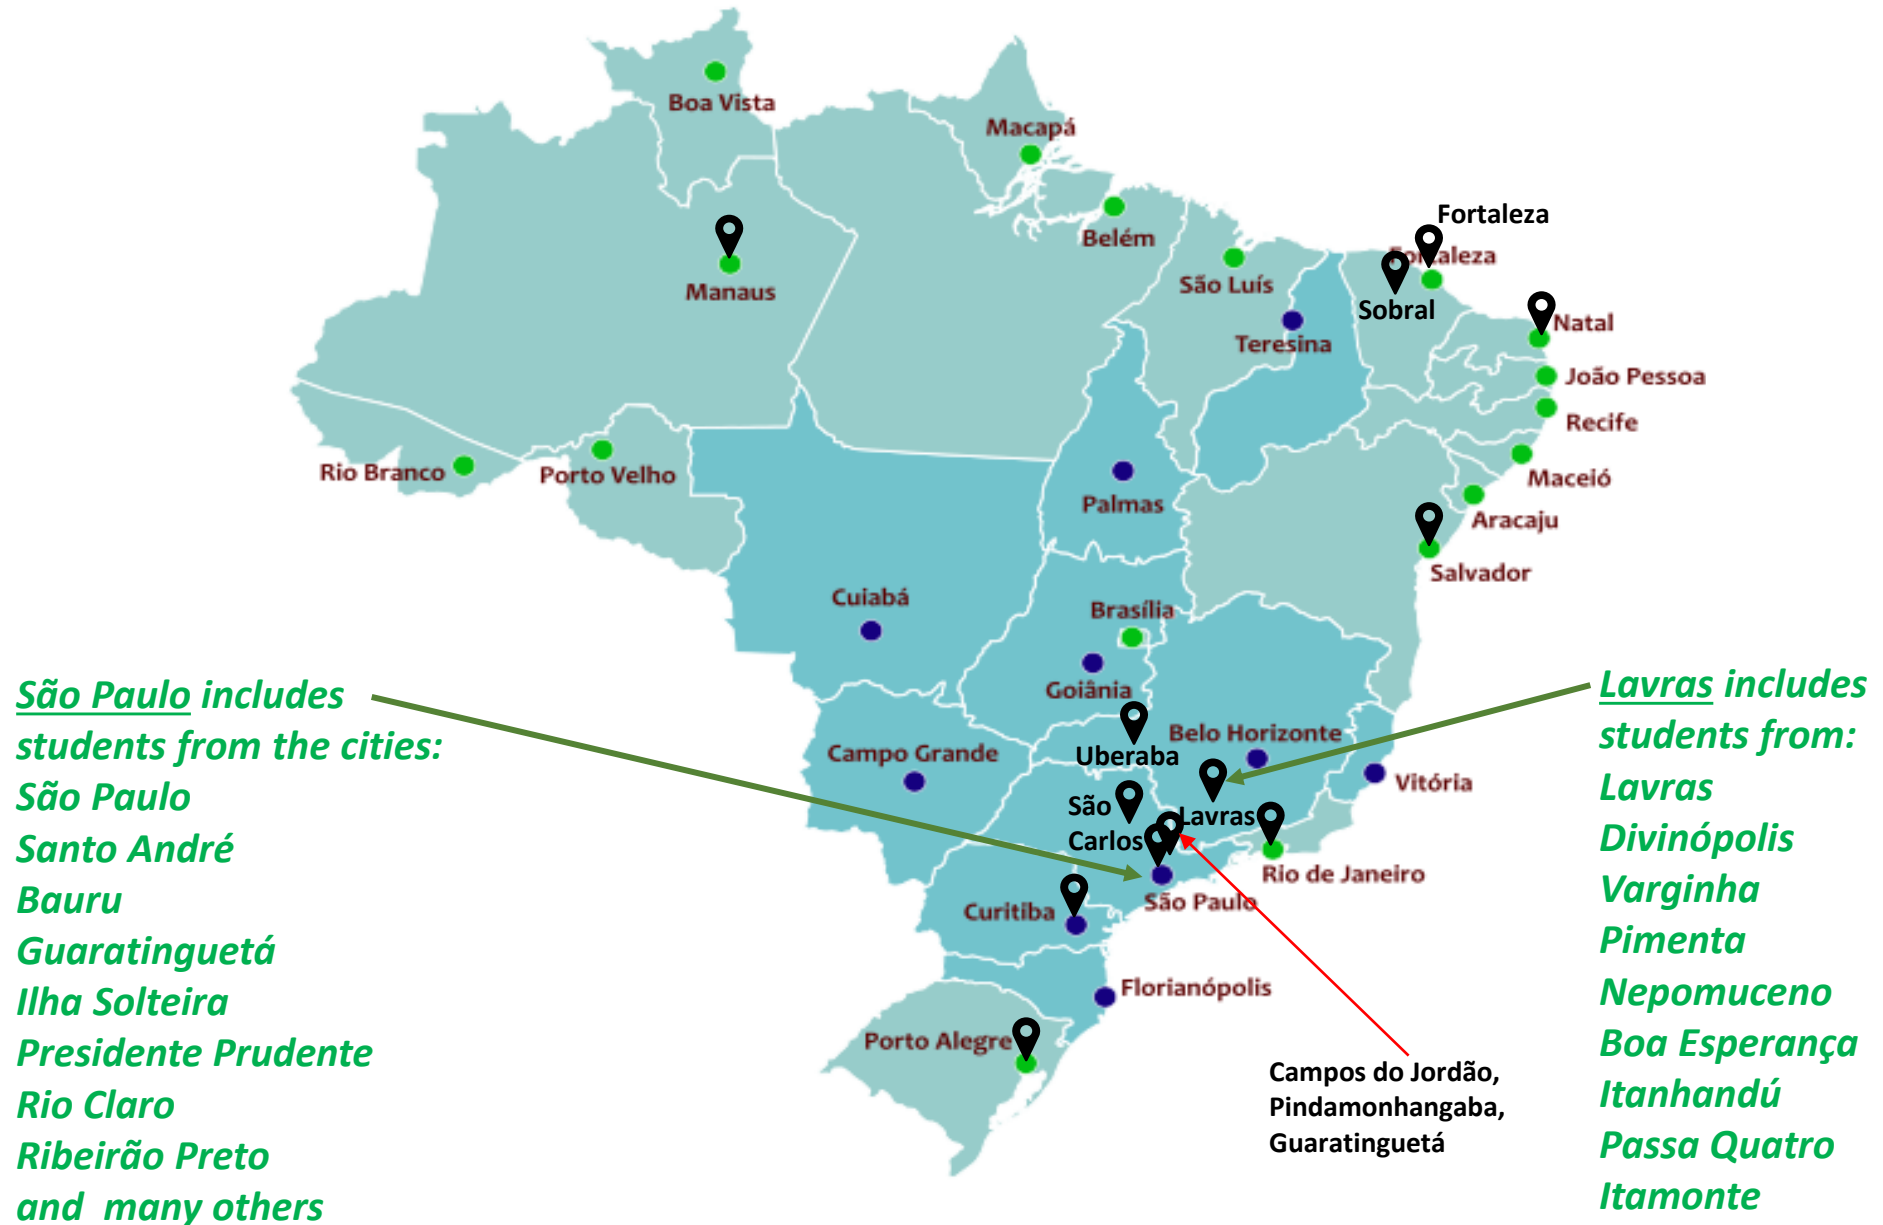 Boa Vista
Macapá
Fortaleza
Belém
Fortaleza
São Luís
Manaus
Sobral
Natal
Teresina
João Pessoa
Recife
Rio Branco
Porto Velho
Maceió
Palmas
Aracaju
Salvador
Cuiabá
Brasília
Goiânia
Belo Horizonte
Campo Grande
Uberaba
Vitória
São
Carlos
Lavras
Rio de Janeiro
São Paulo
Curitiba
Florianópolis
Porto Alegre
Campos do Jordão,
Pindamonhangaba,
Guaratinguetá
São Paulo includes
students from the cities:
São Paulo
Santo André
Bauru
Guaratinguetá
Ilha Solteira
Presidente Prudente
Rio Claro
Ribeirão Preto
and many others
Lavras includes
students from:
Lavras
Divinópolis
Varginha
Pimenta
Nepomuceno
Boa Esperança
Itanhandú
Passa Quatro
Itamonte